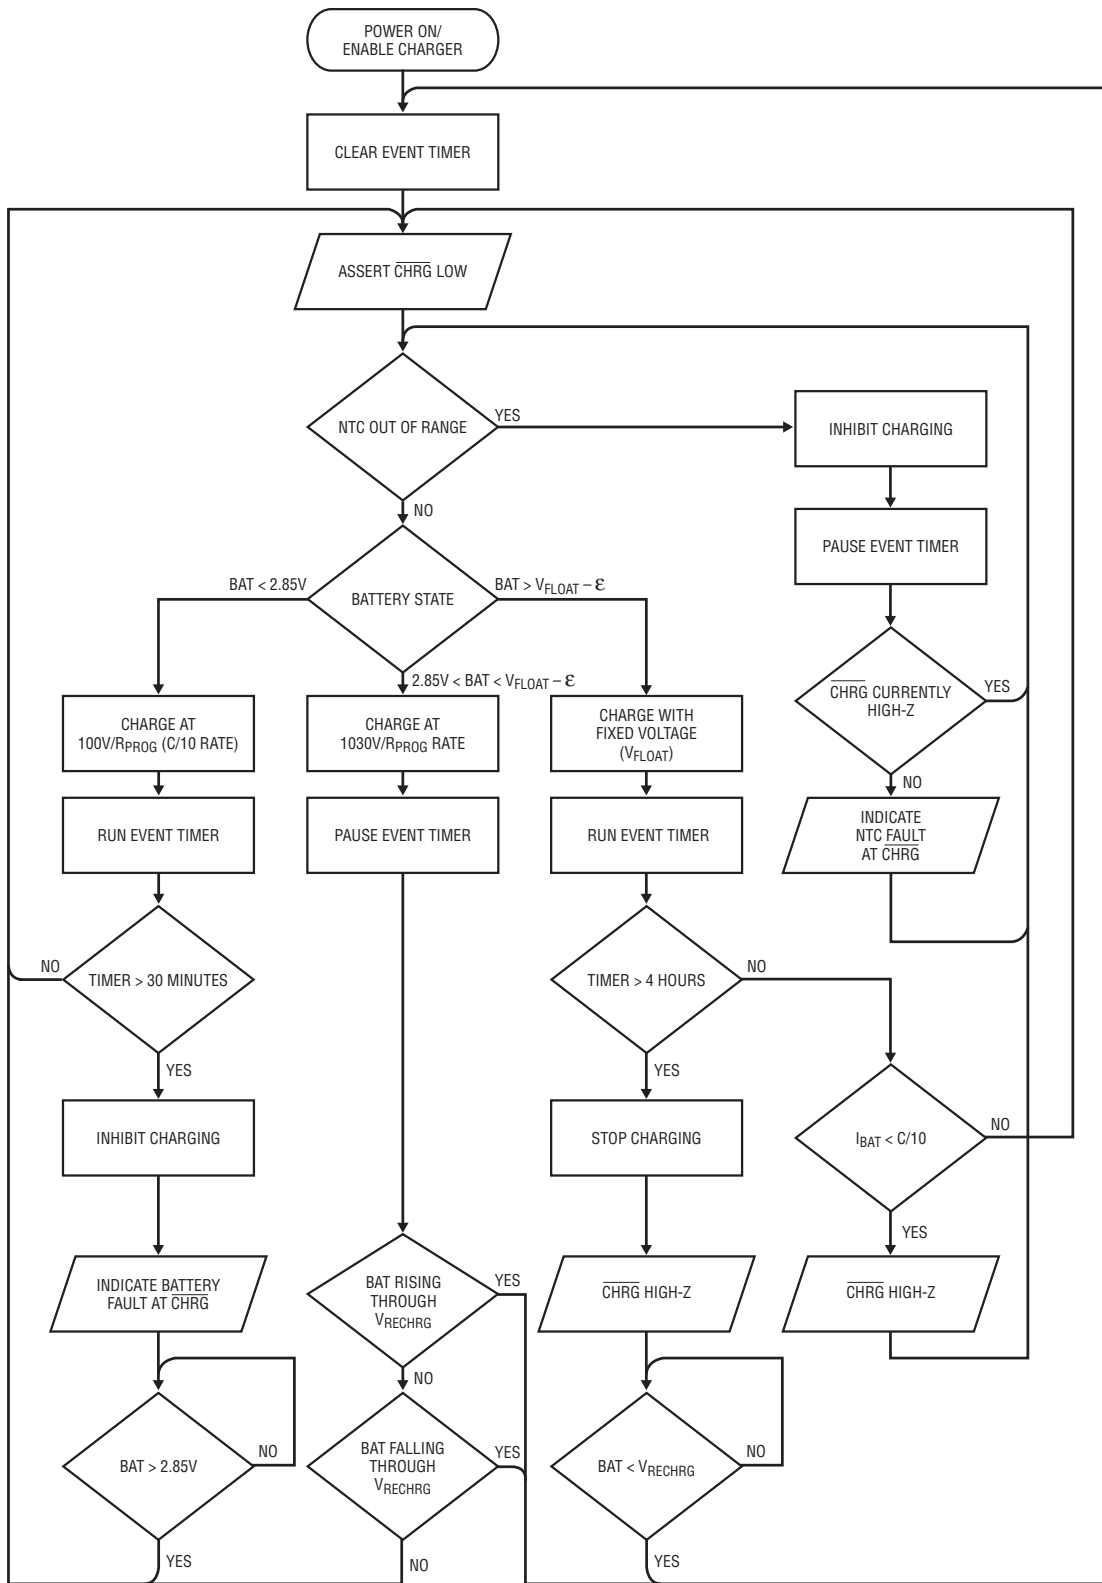 POWER ON/
ENABLE CHARGER
CLEAR EVENT TIMER
ASSERT CHRG LOW
NTC OUT OF RANGE
YES
INHIBIT CHARGING
NO
PAUSE EVENT TIMER
BAT < 2.85V
BATTERY STATE
BAT > VFLOAT – ε
2.85V < BAT < VFLOAT – ε
CHRG CURRENTLY
HIGH-Z
YES
NO
CHARGE AT
100V/RPROG (C/10 RATE)
CHARGE AT
1030V/RPROG RATE
CHARGE WITH
FIXED VOLTAGE
(VFLOAT)
INDICATE
NTC FAULT
AT CHRG
RUN EVENT TIMER
PAUSE EVENT TIMER
RUN EVENT TIMER
NO
TIMER > 30 MINUTES
YES
TIMER > 4 HOURS
NO
YES
INHIBIT CHARGING
STOP CHARGING
IBAT < C/10
NO
YES
INDICATE BATTERY
FAULT AT CHRG
BAT RISING
THROUGH
VRECHRG
YES
NO
CHRG HIGH-Z
CHRG HIGH-Z
BAT > 2.85V
NO
YES
BAT FALLING
THROUGH
VRECHRG
YES
NO
BAT < VRECHRG
NO
YES